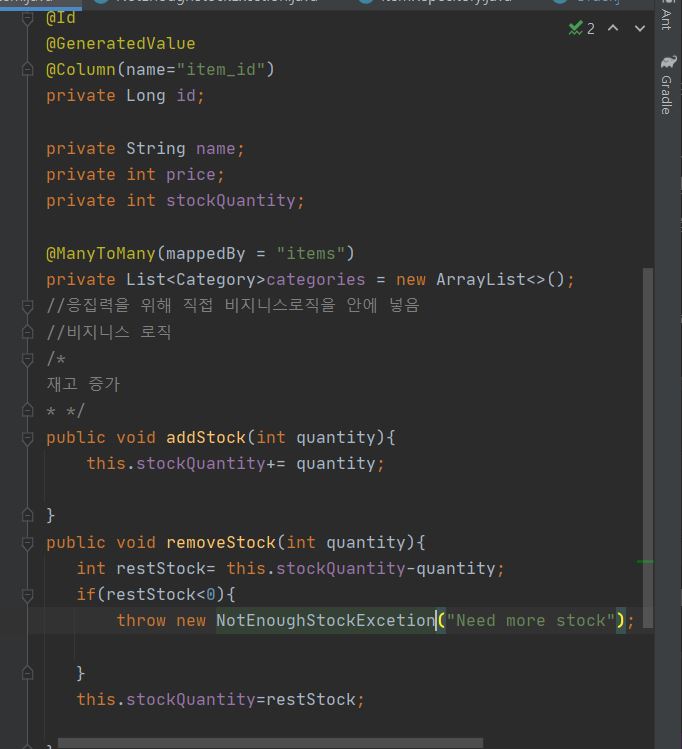 @Id
2
@GeneratedValue
@Column(name="item_id")
private Long id;
private String name;
private int price;
private int stockQuantity;
@ManyToMany(mappedBy = "items")
private List<Category>categories = new ArrayList<>();
//응집력을 위해 직접 비지니스로직을 안에 넣음
//비지니스 로직
/*
재고 증가
* */
public void addStock(int quantity){
this.stockQuantity+= quantity;
}
public void removeStock(int quantity){
int restStock= this.stockQuantity-quantity;
if(restStock<0){
throw new NotEnoughStockExcetion("Need more stock");
}
this.stockQuantity=restStock;
Ant
Gradle